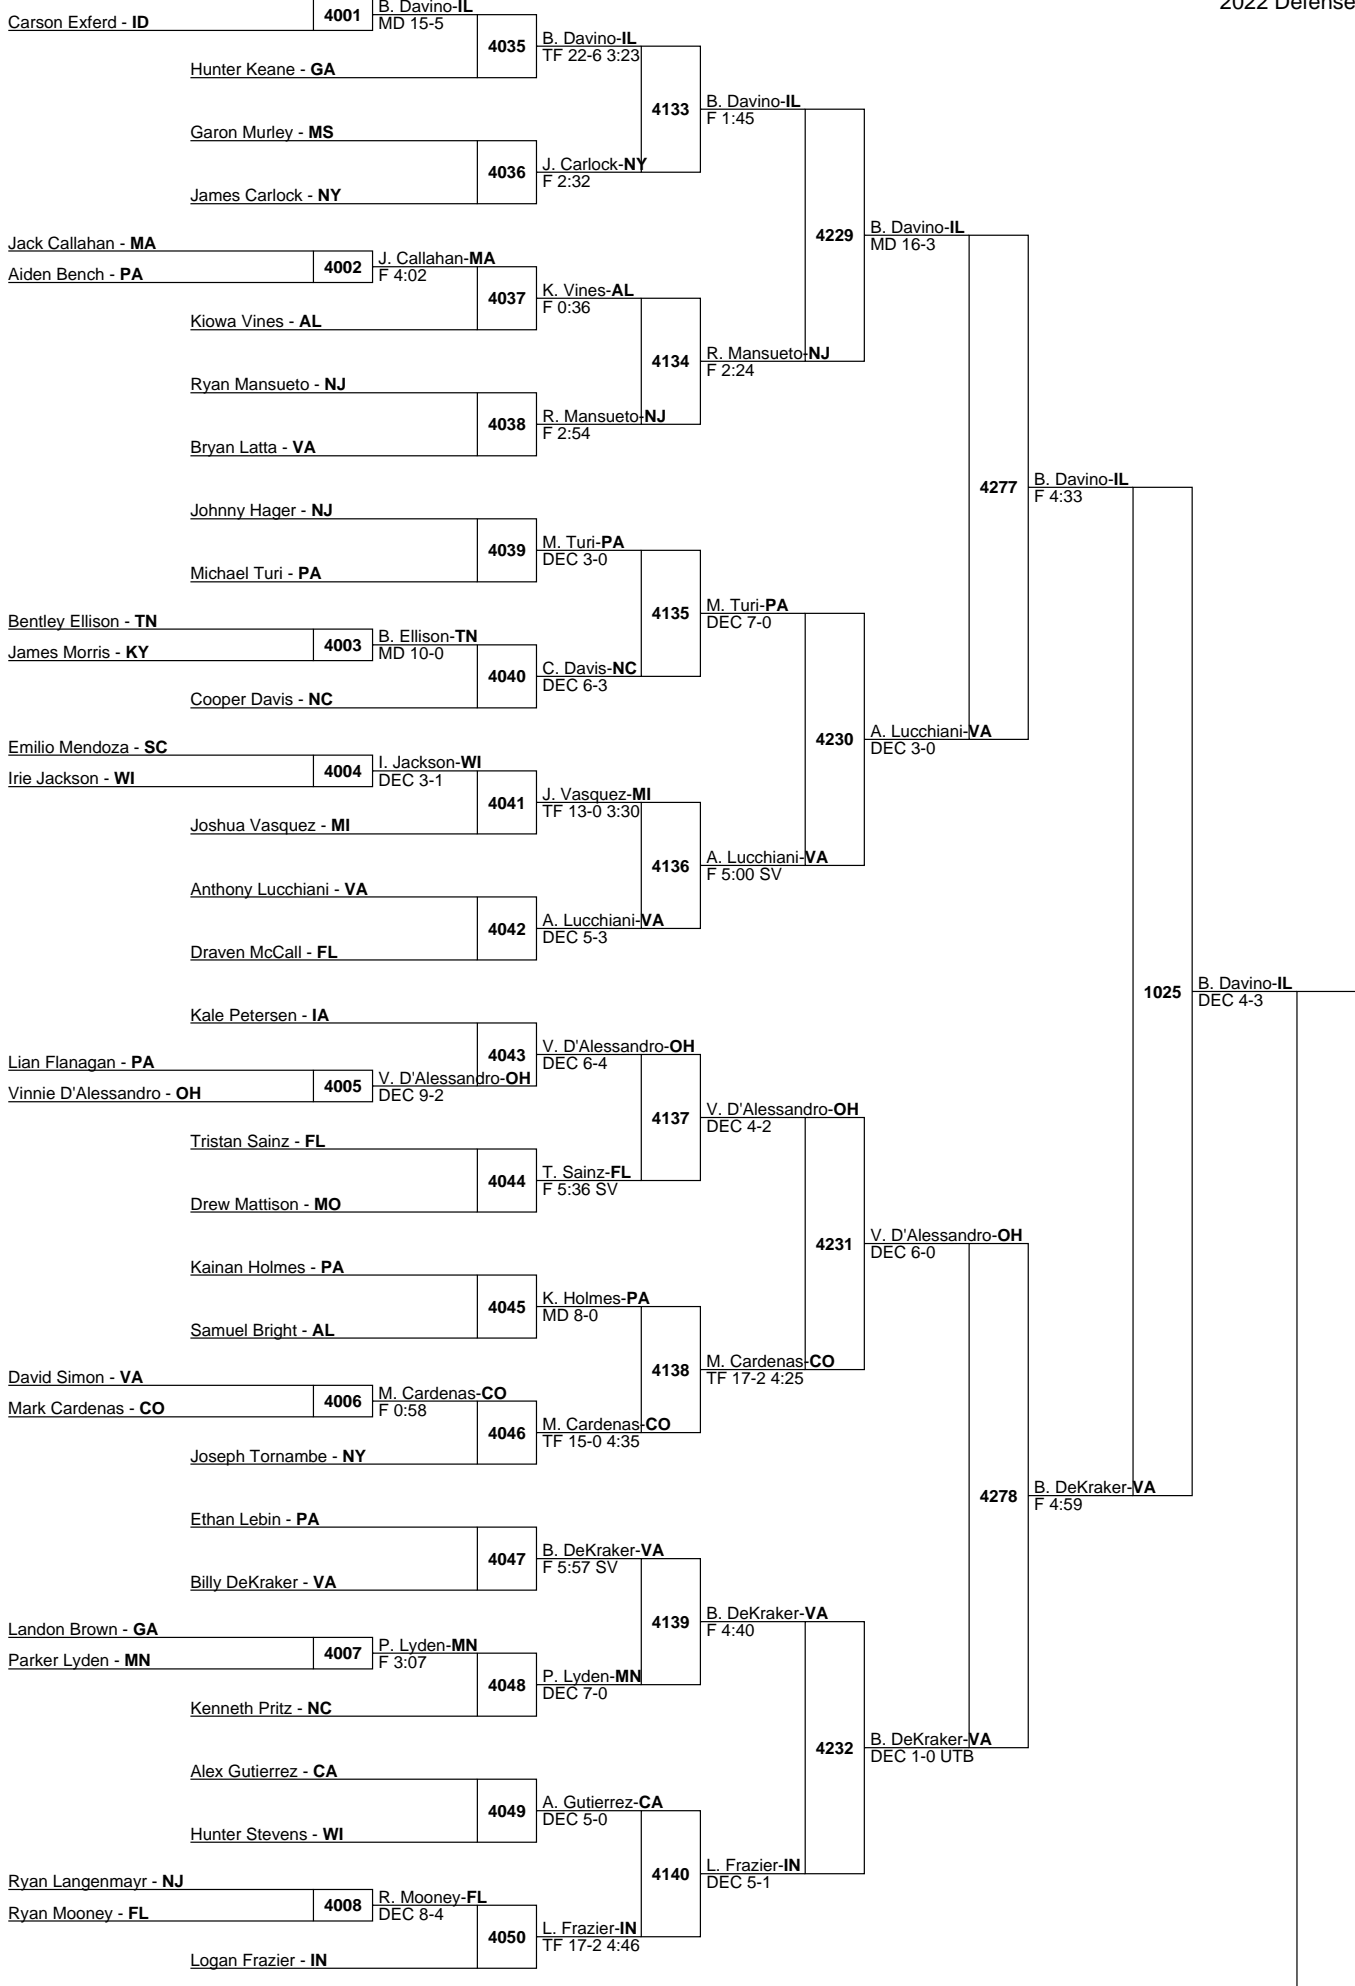 2022 Defense
B. Davino-IL
Carson Exferd - ID
4001
MD 15-5
B. Davino-IL
4035
TF 22-6 3:23
Hunter Keane - GA
4133
B. Davino-IL
F 1:45
Garon Murley - MS
4036
J. Carlock-NY
F 2:32
James Carlock - NY
4229
B. Davino-IL
MD 16-3
Jack Callahan - MA
4002
J. Callahan-MA
Aiden Bench - PA
F 4:02
4037
K. Vines-AL
F 0:36
Kiowa Vines - AL
4134
R. Mansueto-NJ
F 2:24
Ryan Mansueto - NJ
4038
R. Mansueto-NJ
F 2:54
Bryan Latta - VA
4277
B. Davino-IL
F 4:33
Johnny Hager - NJ
4039
M. Turi-PA
DEC 3-0
Michael Turi - PA
4135
M. Turi-PA
DEC 7-0
Bentley Ellison - TN
4003
B. Ellison-TN
James Morris - KY
MD 10-0
4040
C. Davis-NC
DEC 6-3
Cooper Davis - NC
4230
A. Lucchiani-VA
DEC 3-0
Emilio Mendoza - SC
4004
I. Jackson-WI
Irie Jackson - WI
DEC 3-1
4041
J. Vasquez-MI
TF 13-0 3:30
Joshua Vasquez - MI
4136
A. Lucchiani-VA
F 5:00 SV
Anthony Lucchiani - VA
4042
A. Lucchiani-VA
DEC 5-3
Draven McCall - FL
1025
B. Davino-IL
DEC 4-3
Kale Petersen - IA
4043
V. D'Alessandro-OH
DEC 6-4
Lian Flanagan - PA
4005
V. D'Alessandro-OH
Vinnie D'Alessandro - OH
DEC 9-2
4137
V. D'Alessandro-OH
DEC 4-2
Tristan Sainz - FL
4044
T. Sainz-FL
F 5:36 SV
Drew Mattison - MO
4231
V. D'Alessandro-OH
DEC 6-0
Kainan Holmes - PA
4045
K. Holmes-PA
MD 8-0
Samuel Bright - AL
4138
M. Cardenas-CO
TF 17-2 4:25
David Simon - VA
4006
M. Cardenas-CO
Mark Cardenas - CO
F 0:58
4046
M. Cardenas-CO
TF 15-0 4:35
Joseph Tornambe - NY
4278
B. DeKraker-VA
F 4:59
Ethan Lebin - PA
4047
B. DeKraker-VA
F 5:57 SV
Billy DeKraker - VA
4139
B. DeKraker-VA
F 4:40
Landon Brown - GA
4007
P. Lyden-MN
Parker Lyden - MN
F 3:07
4048
P. Lyden-MN
DEC 7-0
Kenneth Pritz - NC
4232
B. DeKraker-VA
DEC 1-0 UTB
Alex Gutierrez - CA
4049
A. Gutierrez-CA
DEC 5-0
Hunter Stevens - WI
4140
L. Frazier-IN
DEC 5-1
Ryan Langenmayr - NJ
4008
R. Mooney-FL
Ryan Mooney - FL
DEC 8-4
4050
L. Frazier-IN
TF 17-2 4:46
Logan Frazier - IN